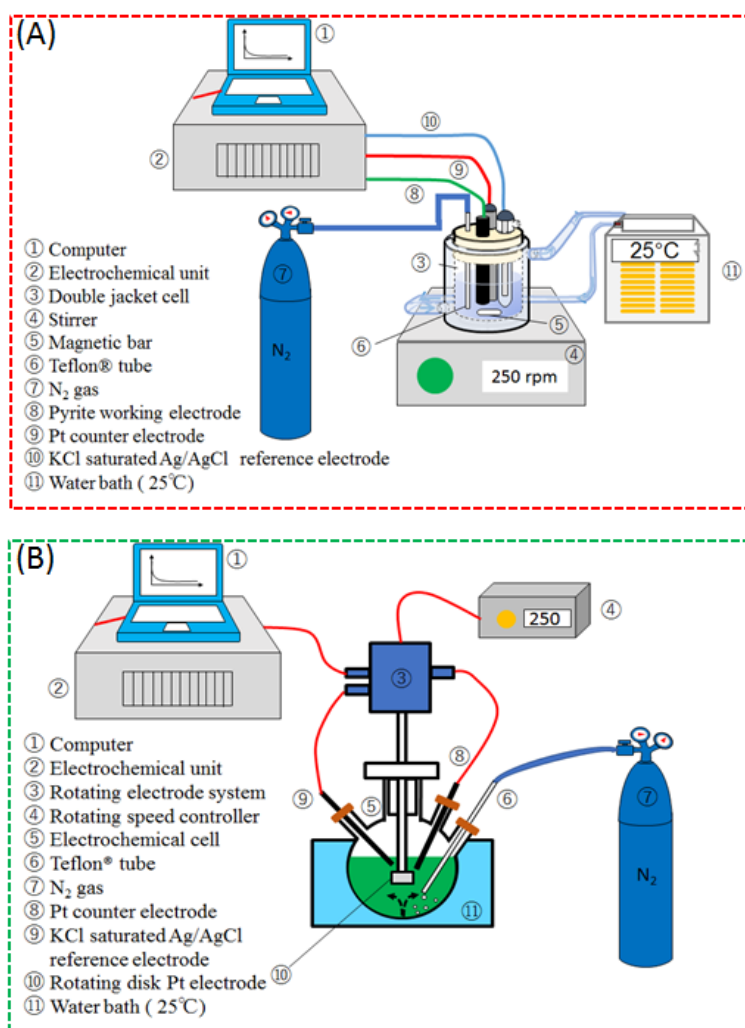 (A)
①
②
⑩
⑨
⑧
③
25°C
⑪
⑦
N₂
⑥
⑤
④
250 rpm
① Computer
② Electrochemical unit
③ Double jacket cell
④ Stirrer
⑤ Magnetic bar
⑥ Teflon® tube
⑦ N₂ gas
⑧ Pyrite working electrode
⑨ Pt counter electrode
⑩ KCl saturated Ag/AgCl reference electrode
⑪ Water bath ( 25℃)
(B)
①
②
③
250
④
⑧
⑨
⑤
⑥
⑦
N₂
⑪
⑩
① Computer
② Electrochemical unit
③ Rotating electrode system
④ Rotating speed controller
⑤ Electrochemical cell
⑥ Teflon® tube
⑦ N₂ gas
⑧ Pt counter electrode
⑨ KCl saturated Ag/AgCl
reference electrode
⑩ Rotating disk Pt electrode
⑪ Water bath ( 25℃)